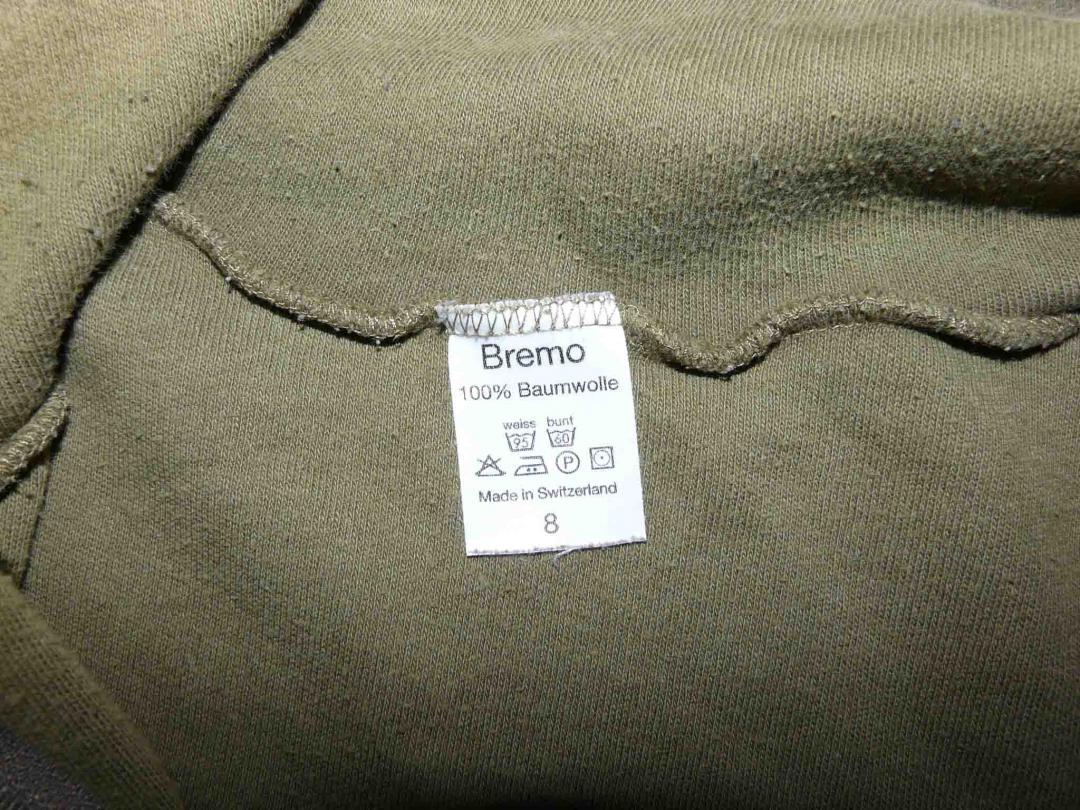 Bremo
100% Baumwolle
weiss bunt
95 60
P
Made in Switzerland
8